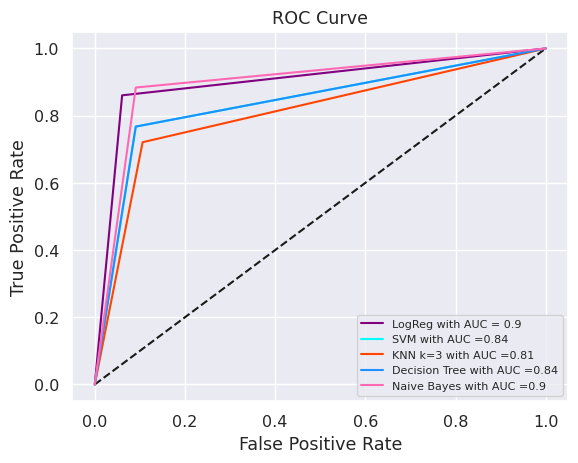 ROC Curve
1.0
0.8
0.6
0.4
0.2
0.0
True Positive Rate
LogReg with AUC = 0.9
SVM with AUC =0.84
KNN k=3 with AUC =0.81
Decision Tree with AUC =0.84
Naive Bayes with AUC =0.9
0.0 0.2 0.4 0.6 0.8 1.0
False Positive Rate